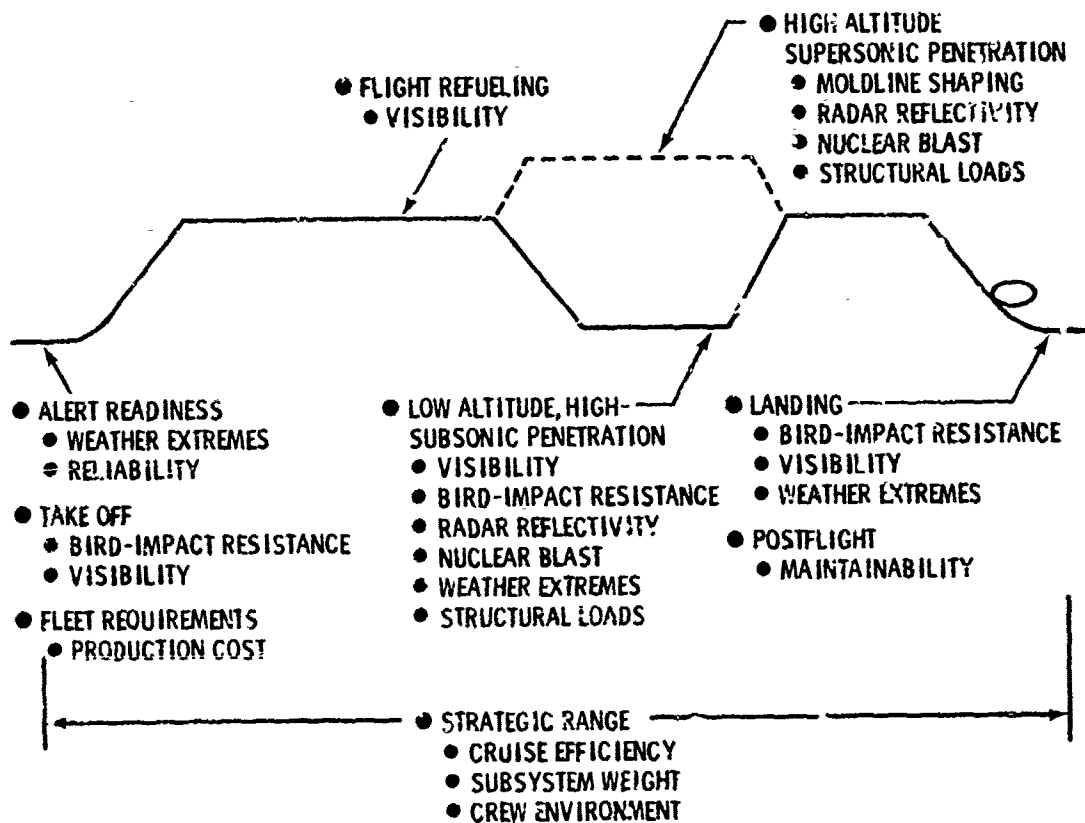 ● HIGH ALTITUDE
SUPERSONIC PENETRATION
● MOLDLINE SHAPING
● RADAR REFLECTIVITY
● NUCLEAR BLAST
● STRUCTURAL LOADS
● FLIGHT REFUELING
● VISIBILITY
● ALERT READINESS
● WEATHER EXTREMES
● RELIABILITY
● TAKE OFF
● BIRD-IMPACT RESISTANCE
● VISIBILITY
● FLEET REQUIREMENTS
● PRODUCTION COST
● LOW ALTITUDE, HIGH-
SUBSONIC PENETRATION
● VISIBILITY
● BIRD-IMPACT RESISTANCE
● RADAR REFLECTIVITY
● NUCLEAR BLAST
● WEATHER EXTREMES
● STRUCTURAL LOADS
● LANDING
● BIRD-IMPACT RESISTANCE
● VISIBILITY
● WEATHER EXTREMES
● POSTFLIGHT
● MAINTAINABILITY
● STRATEGIC RANGE
● CRUISE EFFICIENCY
● SUBSYSTEM WEIGHT
● CREW ENVIRONMENT